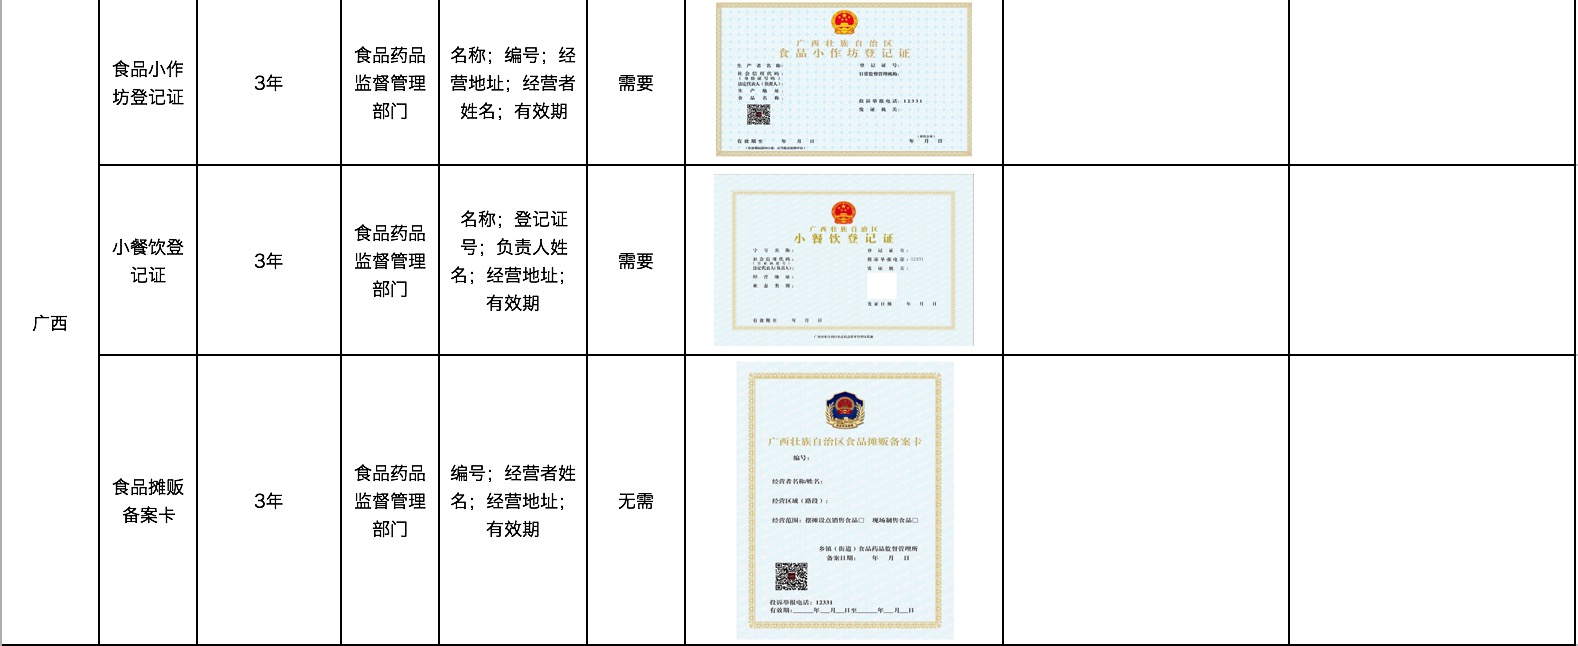 广西
食品小作
坊登记证
3年
食品药品
监督管理
部门
名称；编号；经
营地址；经营者
姓名；有效期
需要
广西壮族自治区
食品小作坊登记证
生产者名称：
社会信用代码：
（身份证号码）
法定代表人（负责人）：
生产地址：
食品名称：
有效期至 年 月 日
登记证号：
日常监督管理机构：
投诉举报电话：12331
发证机关：
年 月 日
小餐饮登
记证
3年
食品药品
监督管理
部门
名称；登记证
号；负责人姓
名；经营地址；
有效期
需要
广西壮族自治区
小餐饮登记证
字号名称：
社会信用代码：
（身份证号码）
法定代表人（负责人）：
经营地址：
业态类别：
有效期至 年 月 日
登记证号：
投诉举报电话：12331
发证机关：
发证日期 年 月 日
食品摊贩
备案卡
3年
食品药品
监督管理
部门
编号；经营者姓
名；经营地址；
有效期
无需
广西壮族自治区食品摊贩备案卡
编号：
经营者名称/姓名：
经营区域（路段）：
经营范围：摆摊设点销售食品□ 现场制售食品□
乡镇（街道）食品药品监督管理所
备案日期： 年 月 日
投诉举报电话：12331
有效期：______年___月___日至______年___月___日